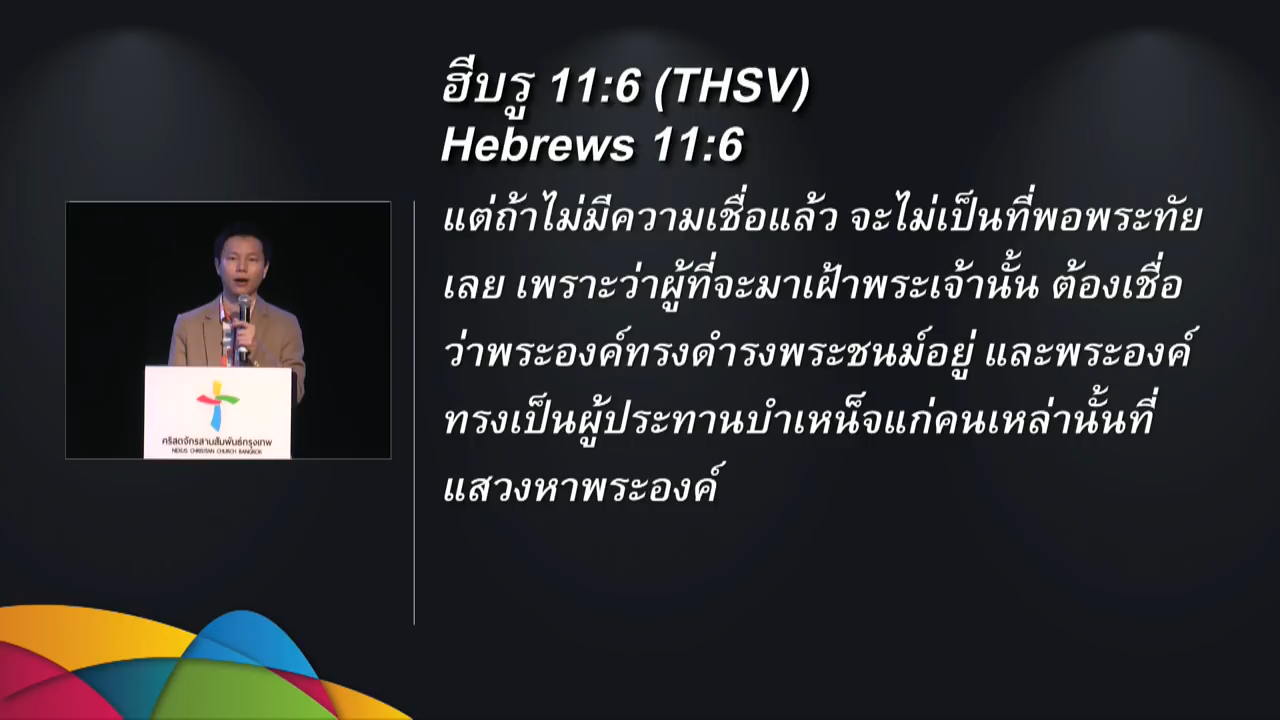 ฮีบรู 11:6 (THSV)
Hebrews 11:6
แต่ถ้าไม่มีความเชื่อแล้ว จะไม่เป็นที่พอพระทัย
เลย เพราะว่าผู้ที่จะมาเฝ้าพระเจ้านั้น ต้องเชื่อ
ว่าพระองค์ทรงดำรงพระชนม์อยู่ และพระองค์
ทรงเป็นผู้ประทานบำเหน็จแก่คนเหล่านั้นที่
แสวงหาพระองค์
คริสตจักรสานสัมพันธ์กรุงเทพ
NEXUS CHRISTIAN CHURCH BANGKOK